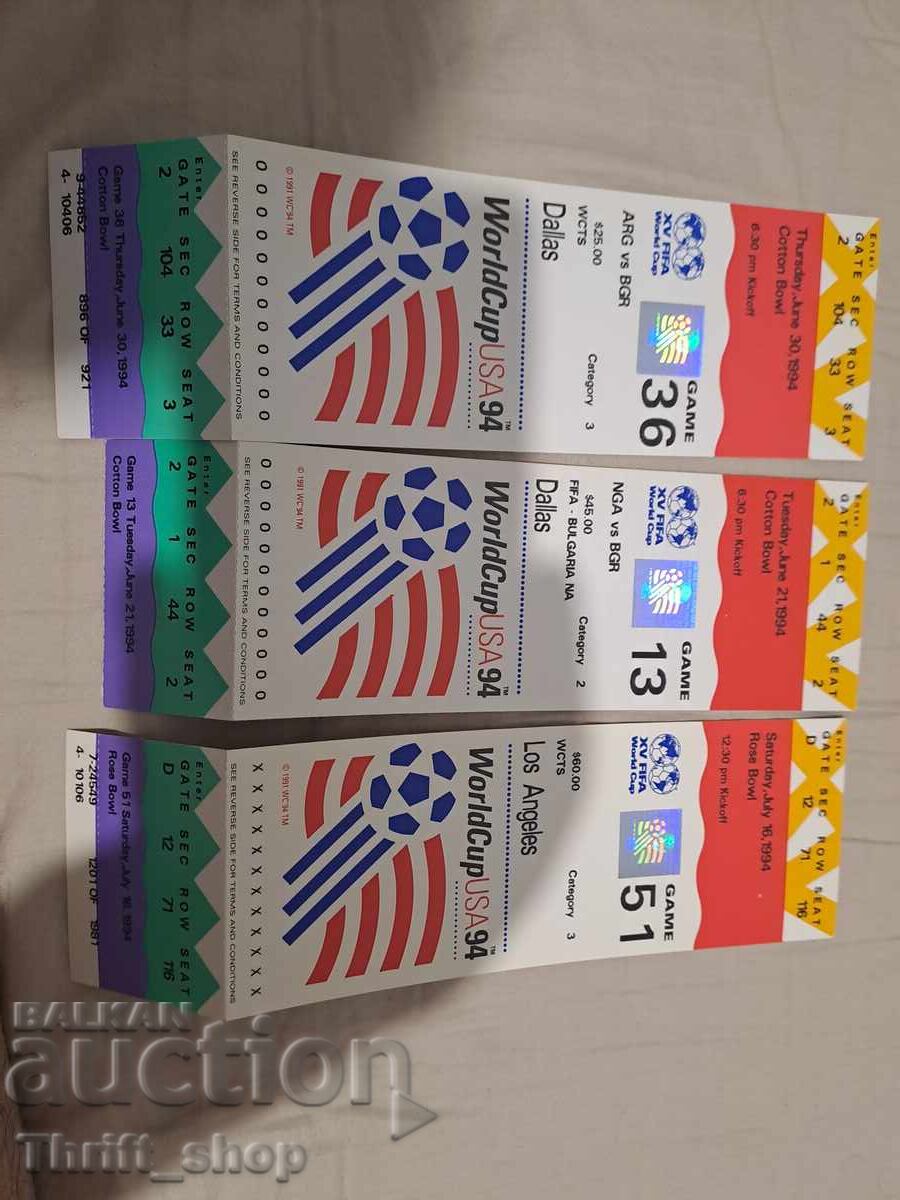 Enter
GATE SEC ROW SEAT
2 104 33 3
Thursday,June 30,1994
Cotton Bowl
6:30 pm Kickoff
XV FIFA
World Cup
GAME
36
ARG vs BGR
$25.00
WCTS
Category 3
Dallas
WorldCupUSA94™
© 1991 WC'94 TM
0 0 0 0 0 0 0 0 0 0
SEE REVERSE SIDE FOR TERMS AND CONDITIONS
Enter
GATE SEC ROW SEAT
2 104 33 3
Game 36 Thursday,June 30,1994
Cotton Bowl
9-44852 896 OF 921
4- 10406
Enter
GATE SEC ROW SEAT
2 1 44 2
Tuesday,June 21,1994
Cotton Bowl
6:30 pm Kickoff
XV FIFA
World Cup
GAME
13
NGA vs BGR
$45.00
FIFA - BULGARIA NA
Category 2
Dallas
WorldCupUSA94™
© 1991 WC'94 TM
0 0 0 0 0 0 0 0 0 0
SEE REVERSE SIDE FOR TERMS AND CONDITIONS
Enter
GATE SEC ROW SEAT
2 1 44 2
Game 13 Tuesday,June 21,1994
Cotton Bowl
Enter
GATE SEC ROW SEAT
D 12 71 116
Saturday,July 16,1994
Rose Bowl
12:30 pm Kickoff
XV FIFA
World Cup
GAME
51
$60.00
WCTS
Category 3
Los Angeles
WorldCupUSA94™
© 1991 WC'94 TM
X X X X X X X X X X
SEE REVERSE SIDE FOR TERMS AND CONDITIONS
Enter
GATE SEC ROW SEAT
D 12 71 116
Game 51 Saturday,July 16,1994
Rose Bowl
7-24549 1201 OF 1981
4- 10106
BALKAN
auction
Thrift_shop